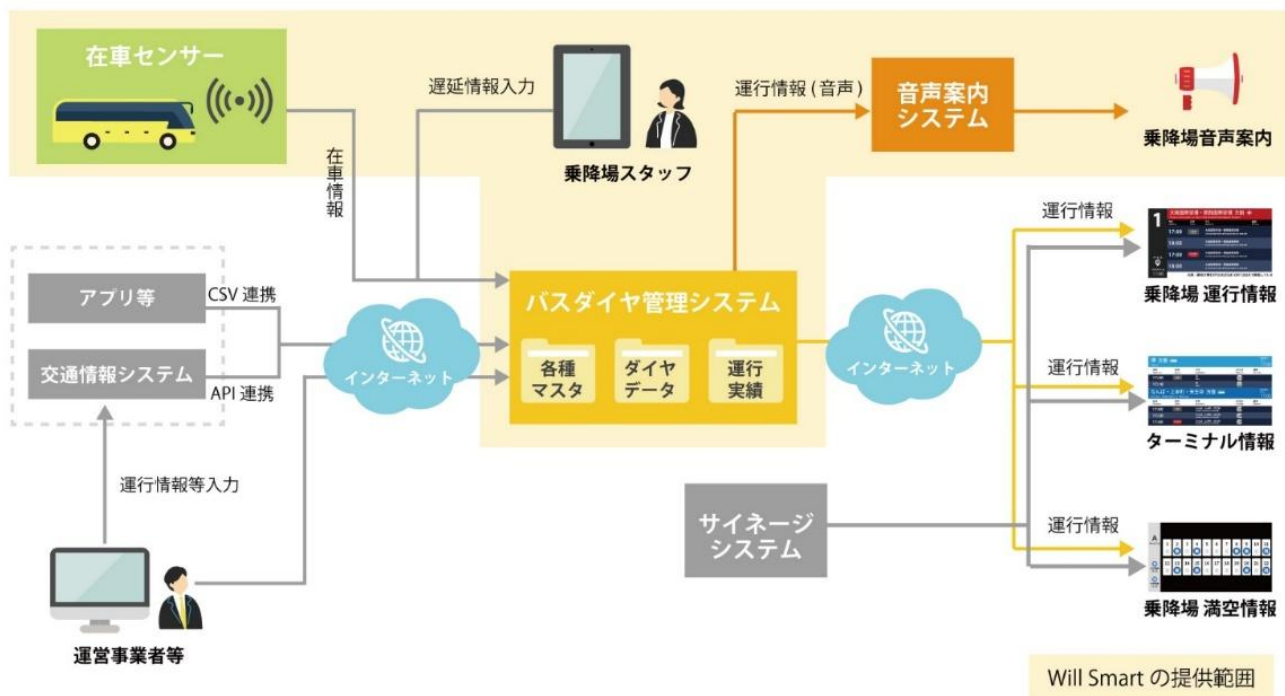 在車センサー
遅延情報入力
乗降場スタッフ
運行情報(音声)
音声案内
システム
乗降場音声案内
在車情報
アプリ等
CSV 連携
交通情報システム
API 連携
運行情報等入力
運営事業者等
インターネット
バスダイヤ管理システム
各種
マスタ
ダイヤ
データ
運行
実績
インターネット
サイネージ
システム
運行情報
1
17:00
17:00
乗降場 運行情報
運行情報
ターミナル情報
運行情報
A
乗降場 満空情報
Will Smart の提供範囲